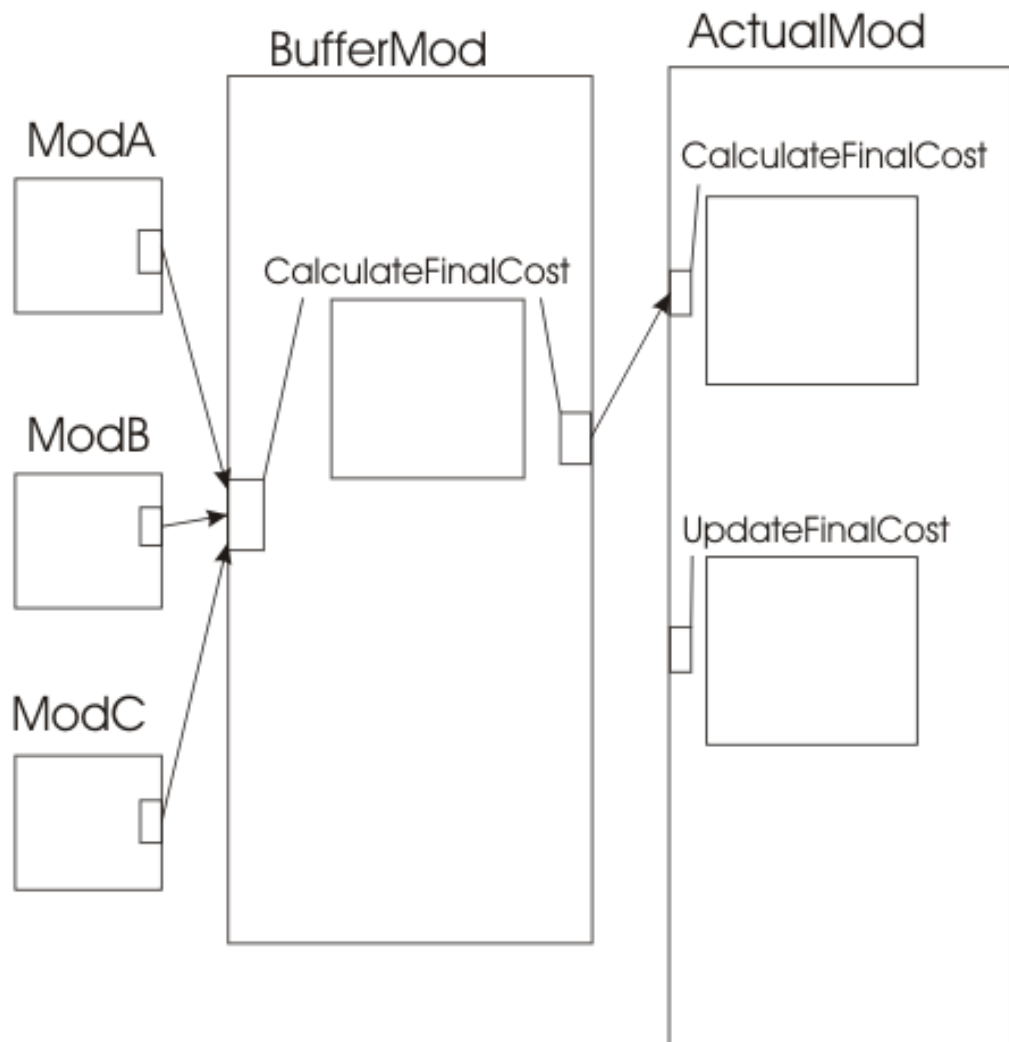 ActualMod
BufferMod
ModA
CalculateFinalCost
CalculateFinalCost
ModB
UpdateFinalCost
ModC